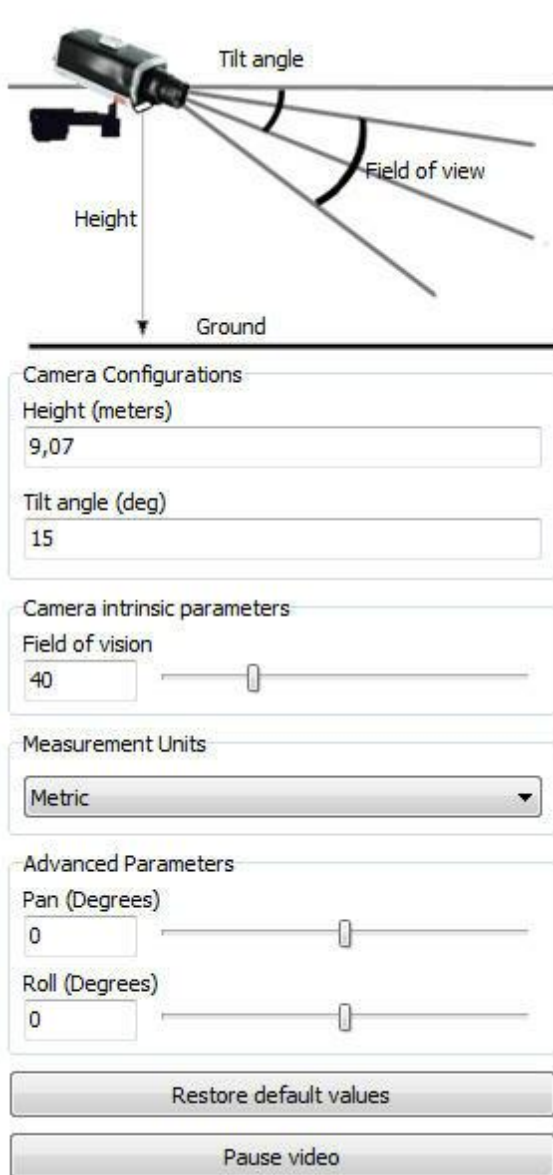 Tilt angle
Field of view
Height
Ground
Camera Configurations
Height (meters)
9,07
Tilt angle (deg)
15
Camera intrinsic parameters
Field of vision
40
Measurement Units
Metric
Advanced Parameters
Pan (Degrees)
0
Roll (Degrees)
0
Restore default values
Pause video